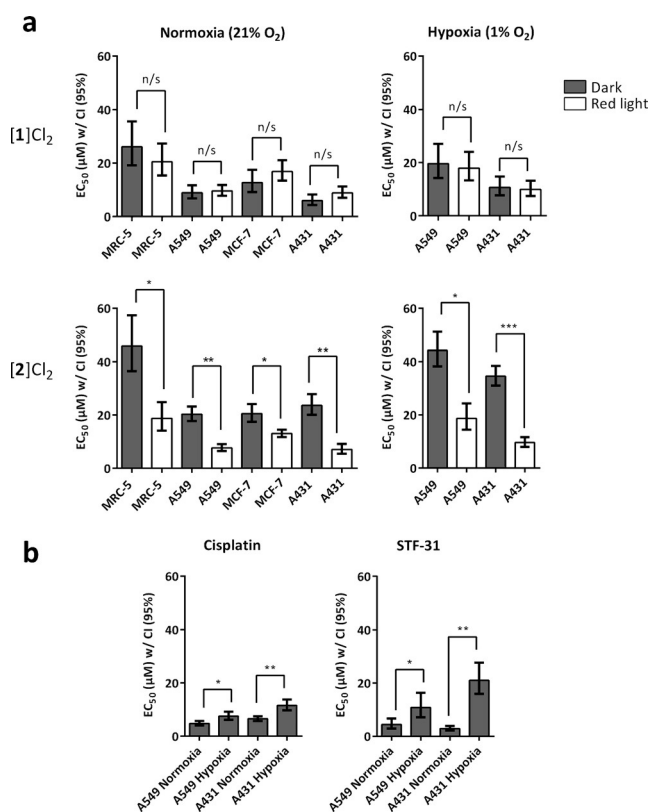 a
Normoxia (21% O₂)
Hypoxia (1% O₂)
Dark
Red light
[1]Cl₂
EC₅₀ (µM) w/ CI (95%)
60
40
20
0
n/s
n/s
n/s
n/s
MRC-5
MRC-5
A549
A549
MCF-7
MCF-7
A431
A431
EC₅₀ (µM) w/ CI (95%)
60
40
20
0
n/s
n/s
A549
A549
A431
A431
[2]Cl₂
EC₅₀ (µM) w/ CI (95%)
60
40
20
0
*
**
*
**
MRC-5
MRC-5
A549
A549
MCF-7
MCF-7
A431
A431
EC₅₀ (µM) w/ CI (95%)
60
40
20
0
*
***
A549
A549
A431
A431
b
Cisplatin
EC₅₀ (µM) w/ CI (95%)
60
40
20
0
*
**
A549 Normoxia
A549 Hypoxia
A431 Normoxia
A431 Hypoxia
STF-31
EC₅₀ (µM) w/ CI (95%)
60
40
20
0
*
**
A549 Normoxia
A549 Hypoxia
A431 Normoxia
A431 Hypoxia